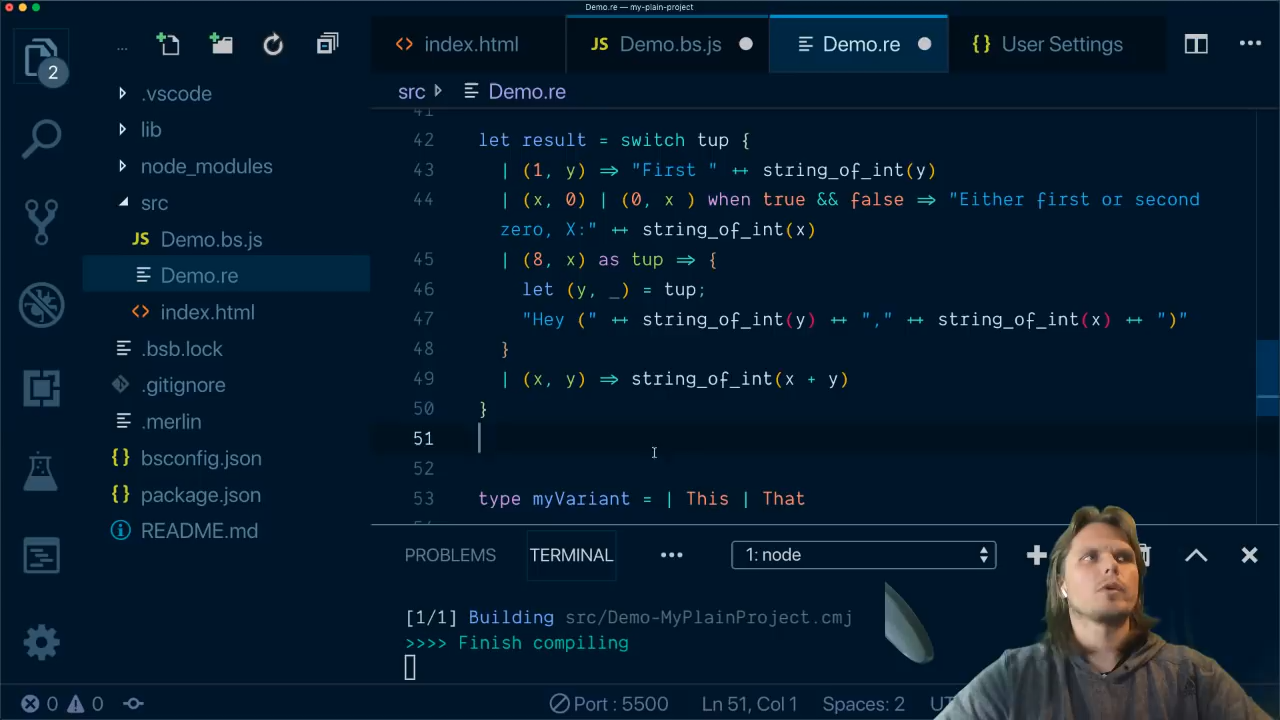 Demo.re — my-plain-project
2
...
index.html
JS Demo.bs.js
Demo.re
{} User Settings
...
src
Demo.re
.vscode
lib
node_modules
src
JS Demo.bs.js
Demo.re
<> index.html
.bsb.lock
.gitignore
.merlin
{} bsconfig.json
{} package.json
README.md
41
42 let result = switch tup {
43 | (1, y) => "First " ++ string_of_int(y)
44 | (x, 0) | (0, x ) when true && false => "Either first or second
zero, X:" ++ string_of_int(x)
45 | (8, x) as tup => {
46 let (y, _) = tup;
47 "Hey (" ++ string_of_int(y) ++ "," ++ string_of_int(x) ++ ")"
48 }
49 | (x, y) => string_of_int(x + y)
50 }
51
52
53 type myVariant = | This | That
PROBLEMS TERMINAL ... 1: node
[1/1] Building src/Demo-MyPlainProject.cmj
>>>> Finish compiling
0 0 Port : 5500 Ln 51, Col 1 Spaces: 2